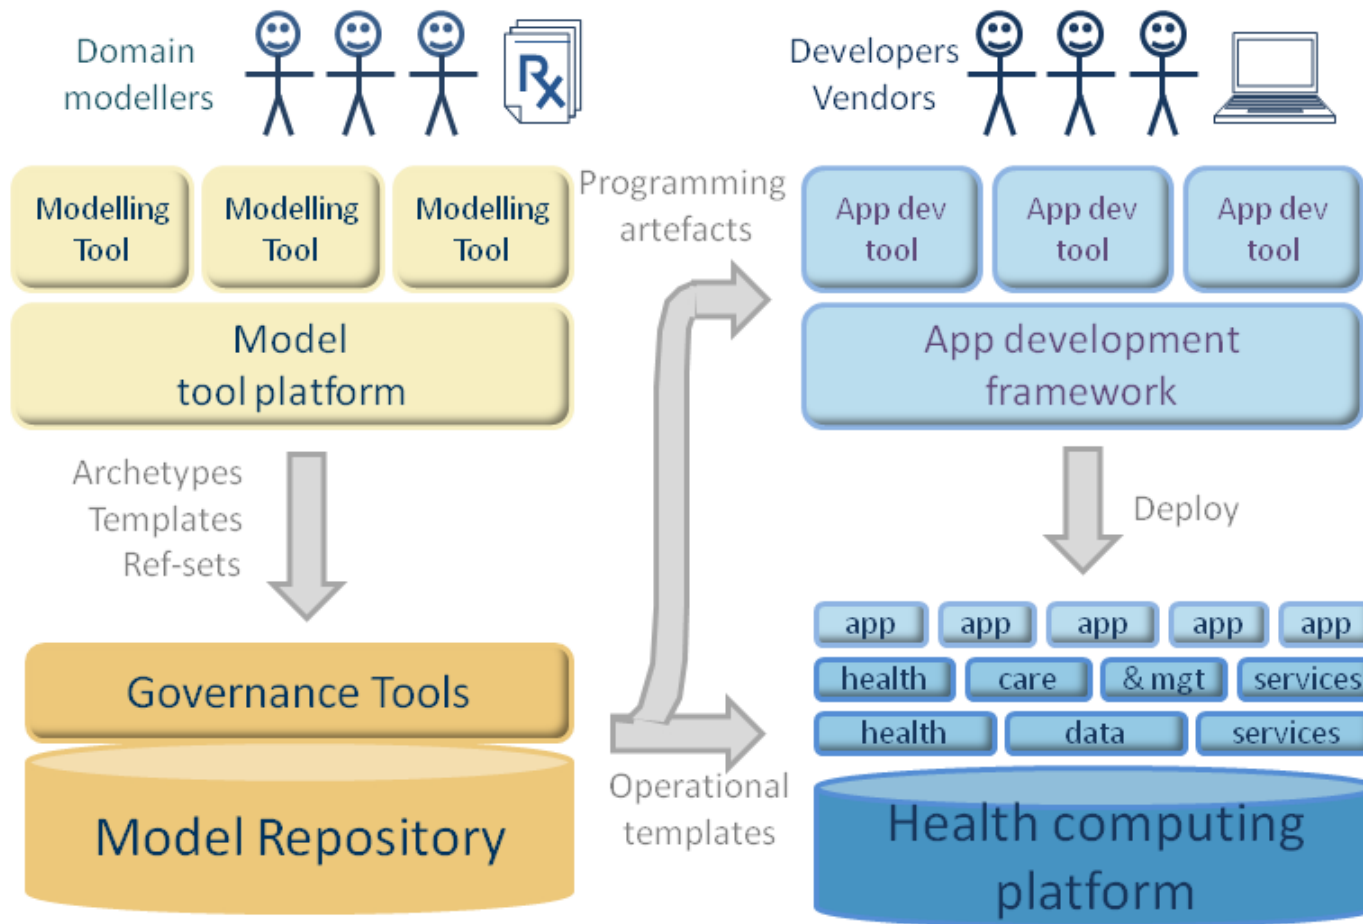 Domain
modellers
Rx
Developers
Vendors
Modelling
Tool
Modelling
Tool
Modelling
Tool
Programming
artefacts
App dev
tool
App dev
tool
App dev
tool
Model
tool platform
App development
framework
Archetypes
Templates
Ref-sets
Deploy
Governance Tools
Model Repository
Operational
templates
app
app
app
app
app
health
care
& mgt
services
health
data
services
Health computing
platform